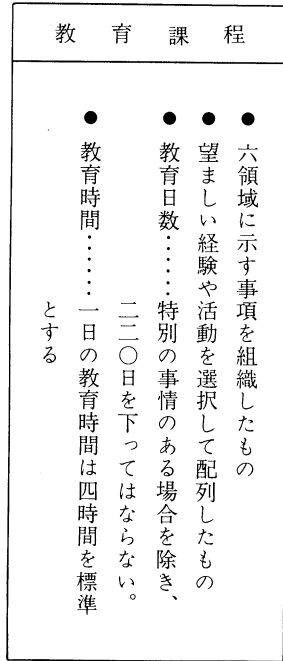 教育課程
●六領域に示す事項を組織したもの
●望ましい経験や活動を選択して配列したもの
●教育日数……特別の事情のある場合を除き、
二二〇日を下ってはならない。
●教育時間……一日の教育時間は四時間を標準
とする